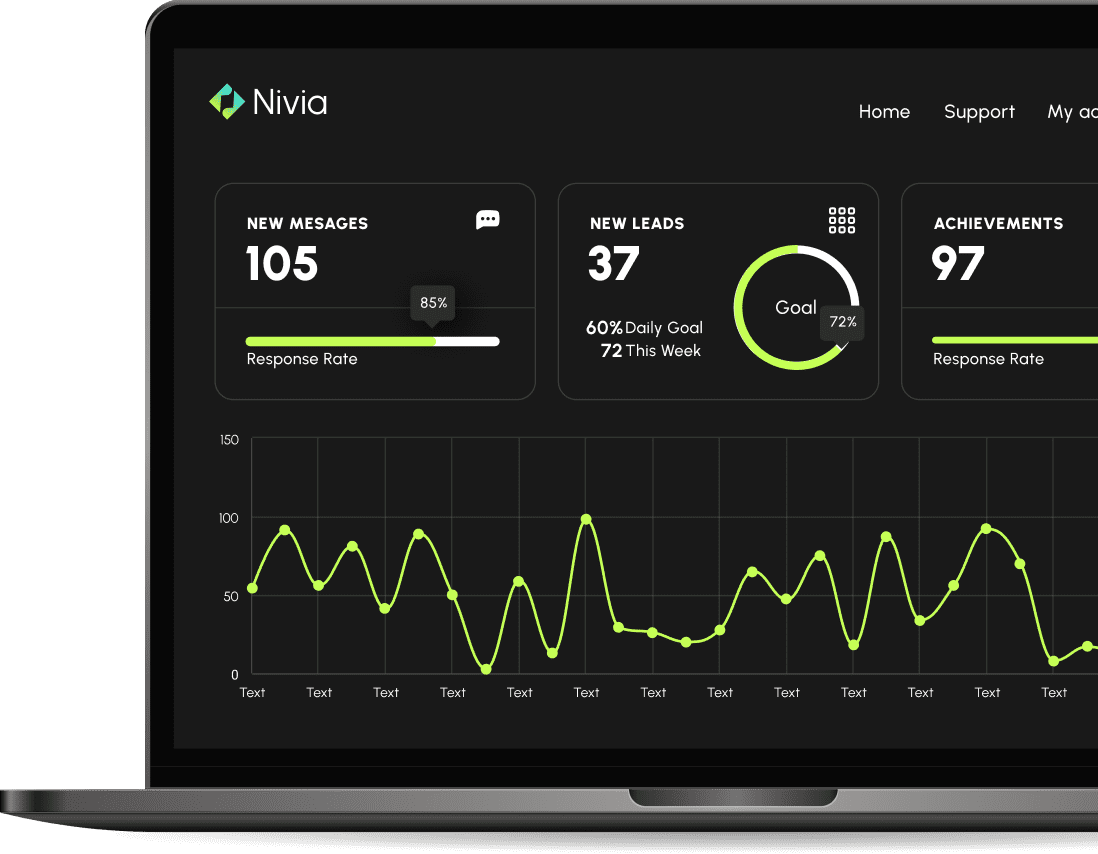 Nivia
Home Support My ac
NEW MESAGES
105
85%
Response Rate
NEW LEADS
37
Goal
72%
60% Daily Goal
72 This Week
ACHIEVEMENTS
97
Response Rate
150
100
50
0
Text Text Text Text Text Text Text Text Text Text Text Text Text